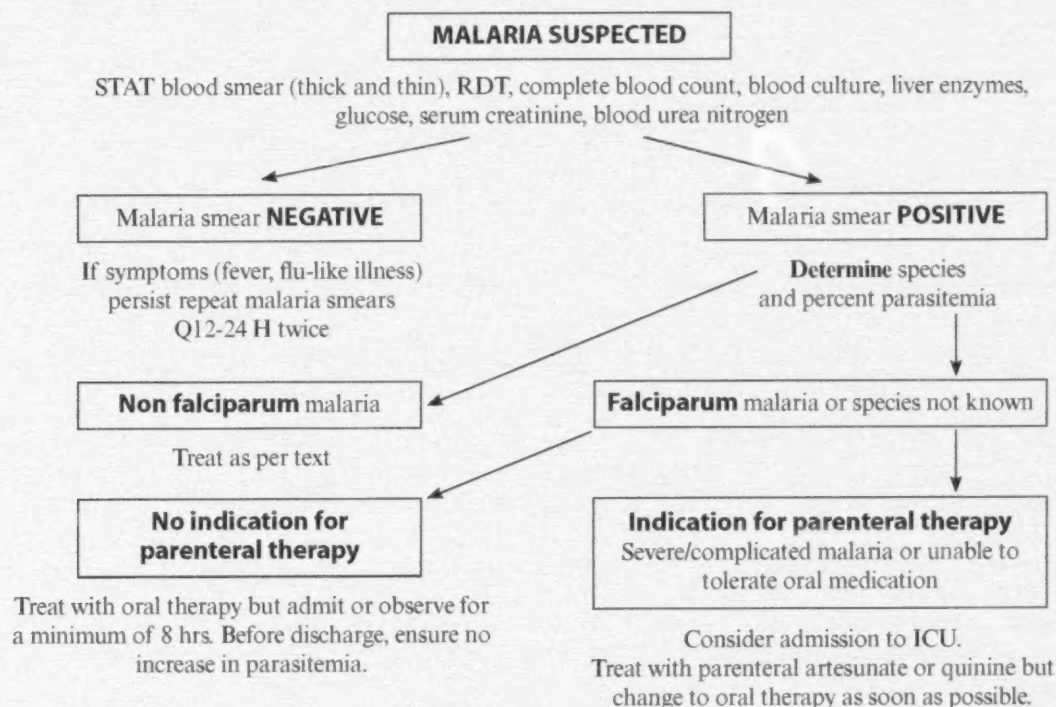 MALARIA SUSPECTED
STAT blood smear (thick and thin), RDT, complete blood count, blood culture, liver enzymes,
glucose, serum creatinine, blood urea nitrogen
Malaria smear NEGATIVE
If symptoms (fever, flu-like illness)
persist repeat malaria smears
Q12-24 H twice
Malaria smear POSITIVE
Determine species
and percent parasitemia
Non falciparum malaria
Treat as per text
Falciparum malaria or species not known
No indication for
parenteral therapy
Treat with oral therapy but admit or observe for
a minimum of 8 hrs. Before discharge, ensure no
increase in parasitemia.
Indication for parenteral therapy
Severe/complicated malaria or unable to
tolerate oral medication
Consider admission to ICU.
Treat with parenteral artesunate or quinine but
change to oral therapy as soon as possible.